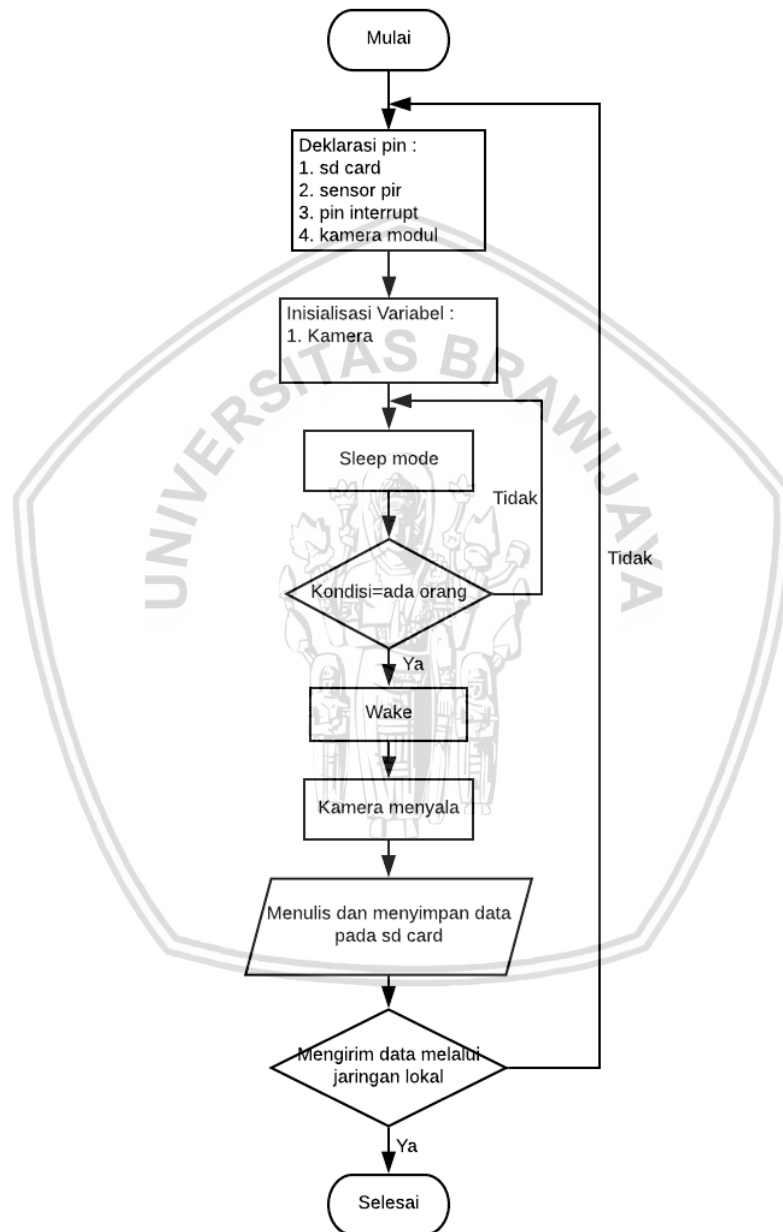 Mulai
Deklarasi pin :
1. sd card
2. sensor pir
3. pin interrupt
4. kamera modul
Inisialisasi Variabel :
1. Kamera
UNIVERSITAS BRAWIJAYA
Sleep mode
Tidak
Tidak
Kondisi=ada orang
Ya
Wake
Kamera menyala
Menulis dan menyimpan data
pada sd card
Mengirim data melalui
jaringan lokal
Ya
Selesai